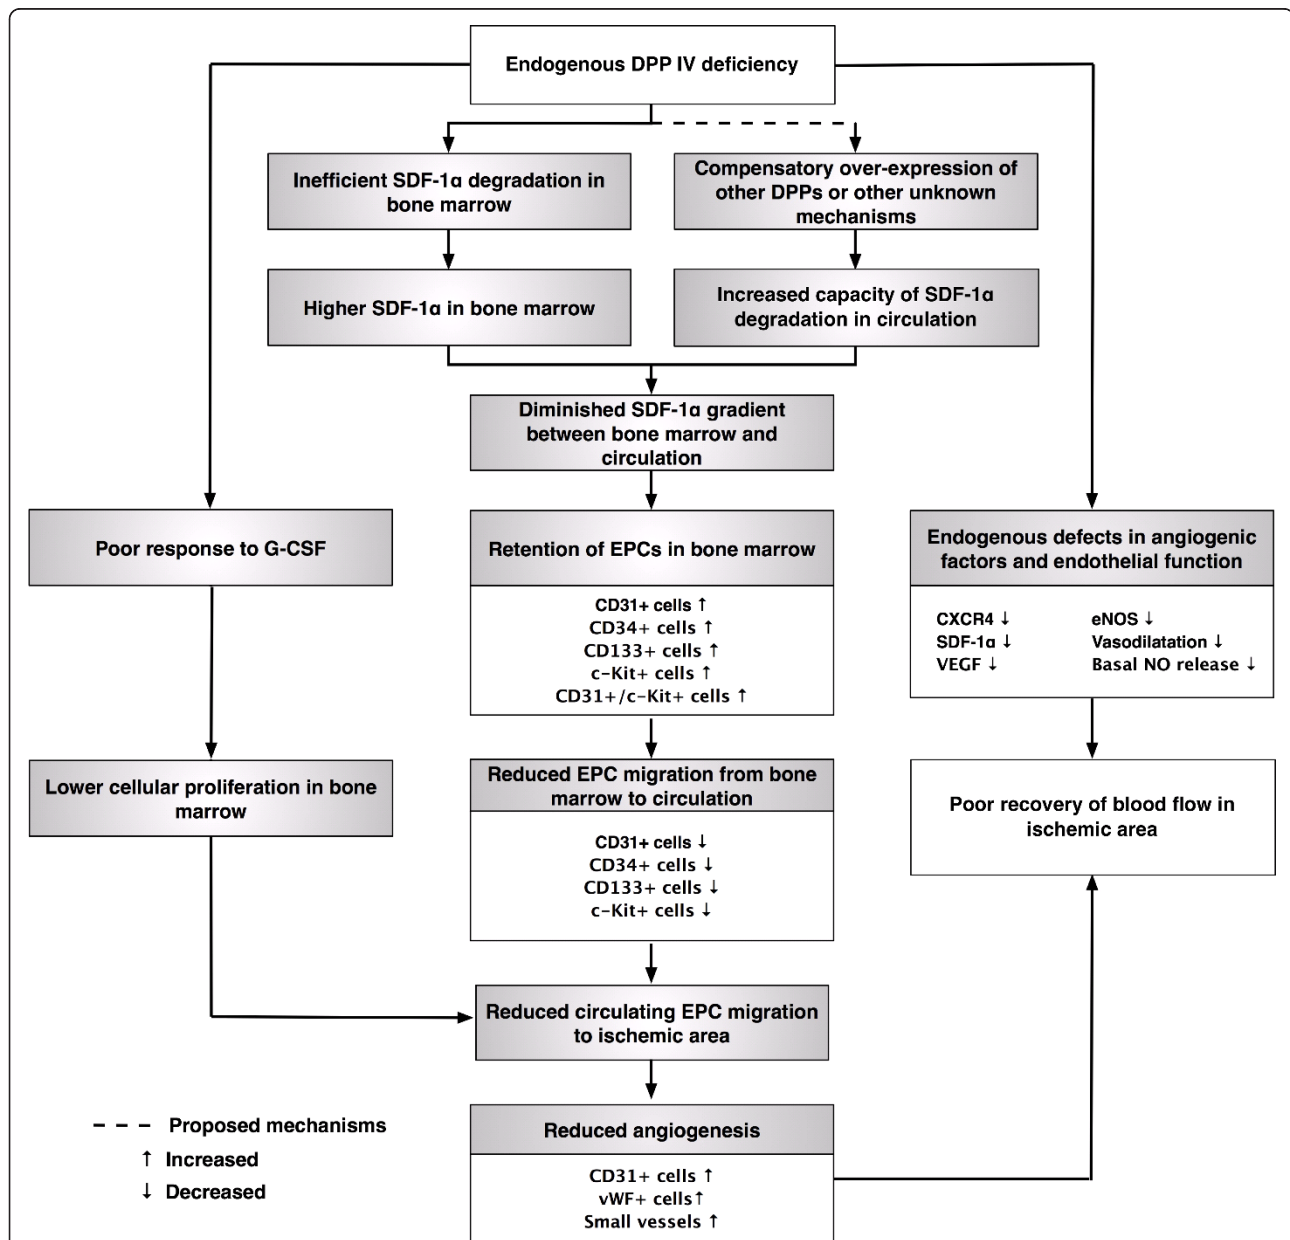 Endogenous DPP IV deficiency
Inefficient SDF-1α degradation in
bone marrow
Compensatory over-expression of
other DPPs or other unknown
mechanisms
Higher SDF-1α in bone marrow
Increased capacity of SDF-1α
degradation in circulation
Diminished SDF-1α gradient
between bone marrow and
circulation
Poor response to G-CSF
Retention of EPCs in bone marrow
CD31+ cells ↑
CD34+ cells ↑
CD133+ cells ↑
c-Kit+ cells ↑
CD31+/c-Kit+ cells ↑
Endogenous defects in angiogenic
factors and endothelial function
CXCR4 ↓
SDF-1α ↓
VEGF ↓
eNOS ↓
Vasodilatation ↓
Basal NO release ↓
Lower cellular proliferation in bone
marrow
Reduced EPC migration from bone
marrow to circulation
CD31+ cells ↓
CD34+ cells ↓
CD133+ cells ↓
c-Kit+ cells ↓
Poor recovery of blood flow in
ischemic area
Reduced circulating EPC migration
to ischemic area
Reduced angiogenesis
CD31+ cells ↑
vWF+ cells↑
Small vessels ↑
- - - Proposed mechanisms
↑ Increased
↓ Decreased